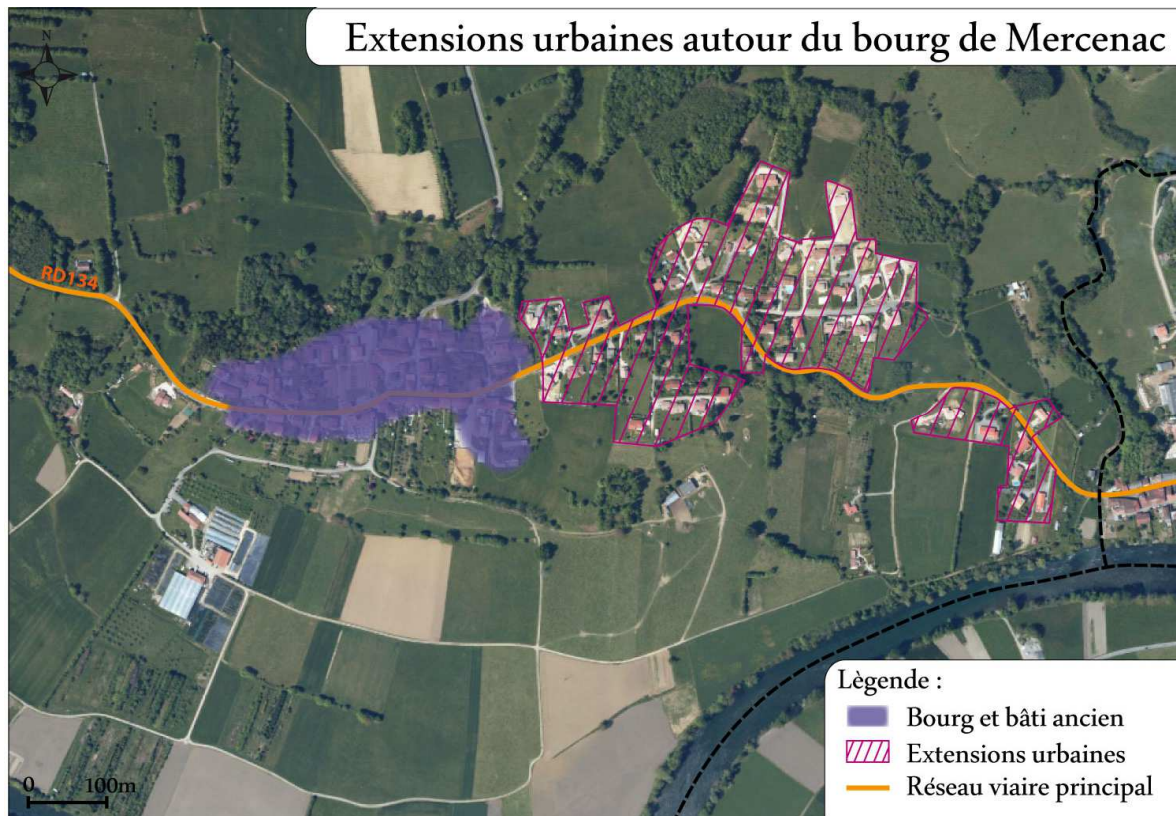 Extensions urbaines autour du bourg de Mercenac
N
RD134
Lègende :
Bourg et bâti ancien
Extensions urbaines
Réseau viaire principal
0 100m